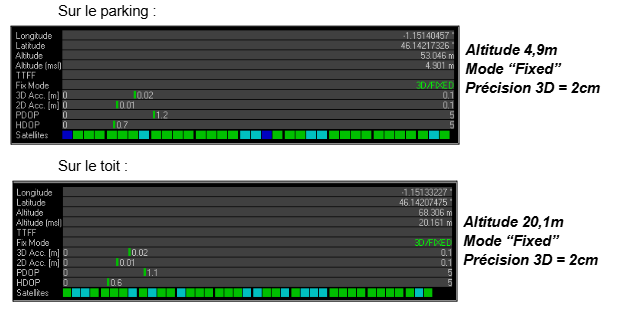 Sur le parking :
Longitude -1.15140457 °
Latitude 46.14217326 °
Altitude 53.046 m
Altitude (msl) 4.901 m
TTFF
Fix Mode 3D/FIXED
3D Acc. [m] 0 0.02 0.1
2D Acc. [m] 0 0.01 0.1
PDOP 0 1.2 5
HDOP 0 0.7 5
Satellites
Altitude 4,9m
Mode “Fixed”
Précision 3D = 2cm
Sur le toit :
Longitude -1.15133227 °
Latitude 46.14207475 °
Altitude 68.306 m
Altitude (msl) 20.161 m
TTFF
Fix Mode 3D/FIXED
3D Acc. [m] 0 0.02 0.1
2D Acc. [m] 0 0.01 0.1
PDOP 0 1.1 5
HDOP 0 0.6 5
Satellites
Altitude 20,1m
Mode “Fixed”
Précision 3D = 2cm